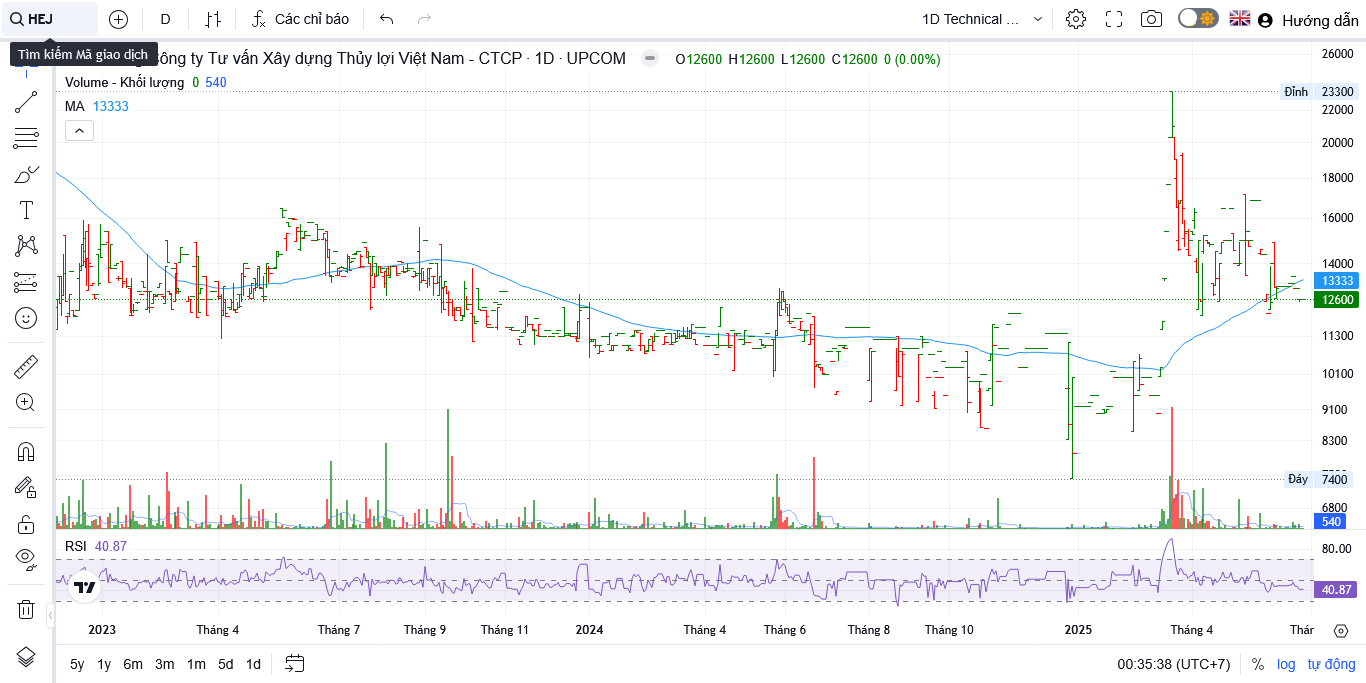 HEJ
D
Các chỉ báo
1D Technical ...
Hướng dẫn
Tìm kiếm Mã giao dịch
Công ty Tư vấn Xây dựng Thủy lợi Việt Nam - CTCP · 1D · UPCOM
O12600 H12600 L12600 C12600 0 (0.00%)
Volume - Khối lượng 0 540
MA 13333
26000
Đỉnh 23300
22000
20000
18000
16000
14000
13333
12600
11300
10100
9100
8300
Đáy 7400
6800
540
RSI 40.87
80.00
40.87
2023
Tháng 4
Tháng 7
Tháng 9
Tháng 11
2024
Tháng 4
Tháng 6
Tháng 8
Tháng 10
2025
Tháng 4
Thár
5y 1y 6m 3m 1m 5d 1d
00:35:38 (UTC+7)
% log tự động